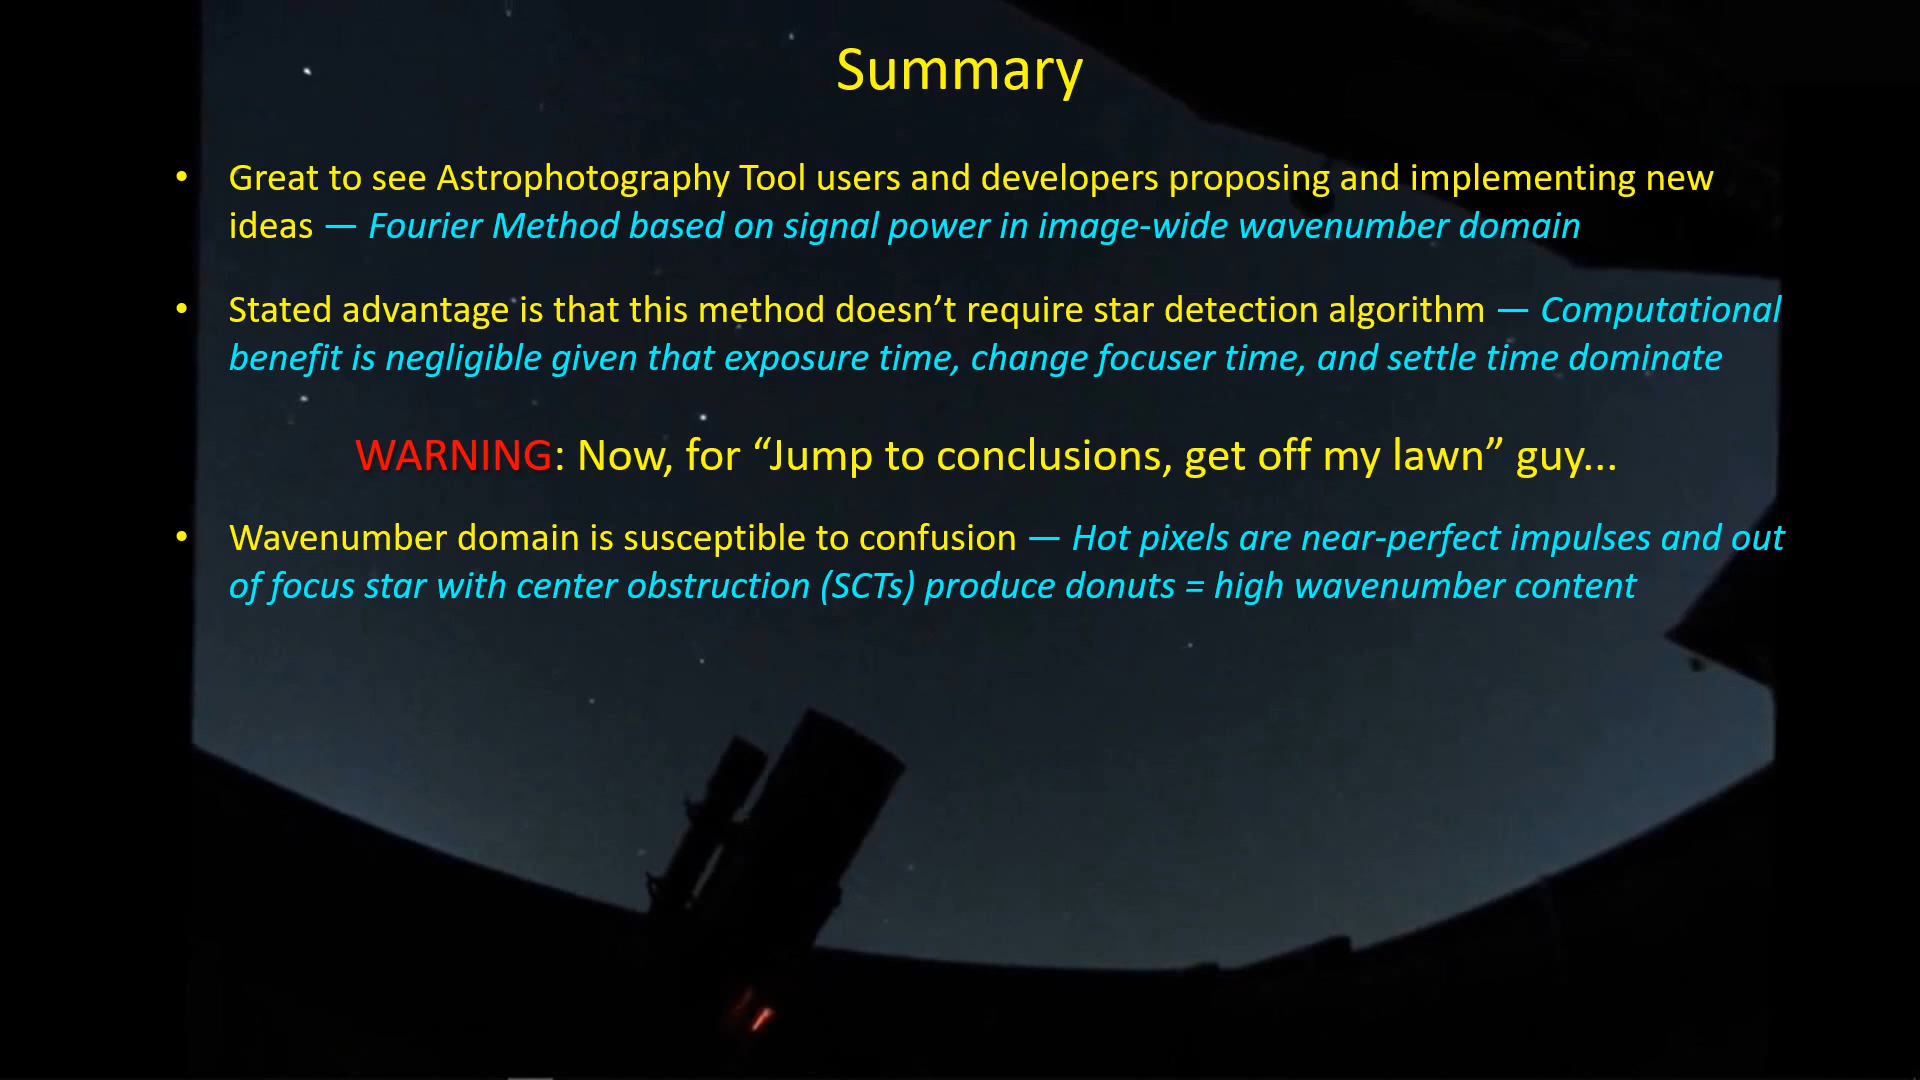 Summary
• Great to see Astrophotography Tool users and developers proposing and implementing new
ideas — Fourier Method based on signal power in image-wide wavenumber domain
• Stated advantage is that this method doesn’t require star detection algorithm — Computational
benefit is negligible given that exposure time, change focuser time, and settle time dominate
WARNING: Now, for “Jump to conclusions, get off my lawn” guy...
• Wavenumber domain is susceptible to confusion — Hot pixels are near-perfect impulses and out
of focus star with center obstruction (SCTs) produce donuts = high wavenumber content